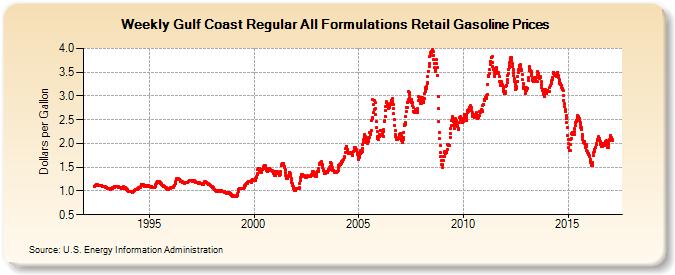 Weekly Gulf Coast Regular All Formulations Retail Gasoline Prices
Dollars per Gallon
4.0
3.5
3.0
2.5
2.0
1.5
1.0
0.5
1995 2000 2005 2010 2015
Source: U.S. Energy Information Administration